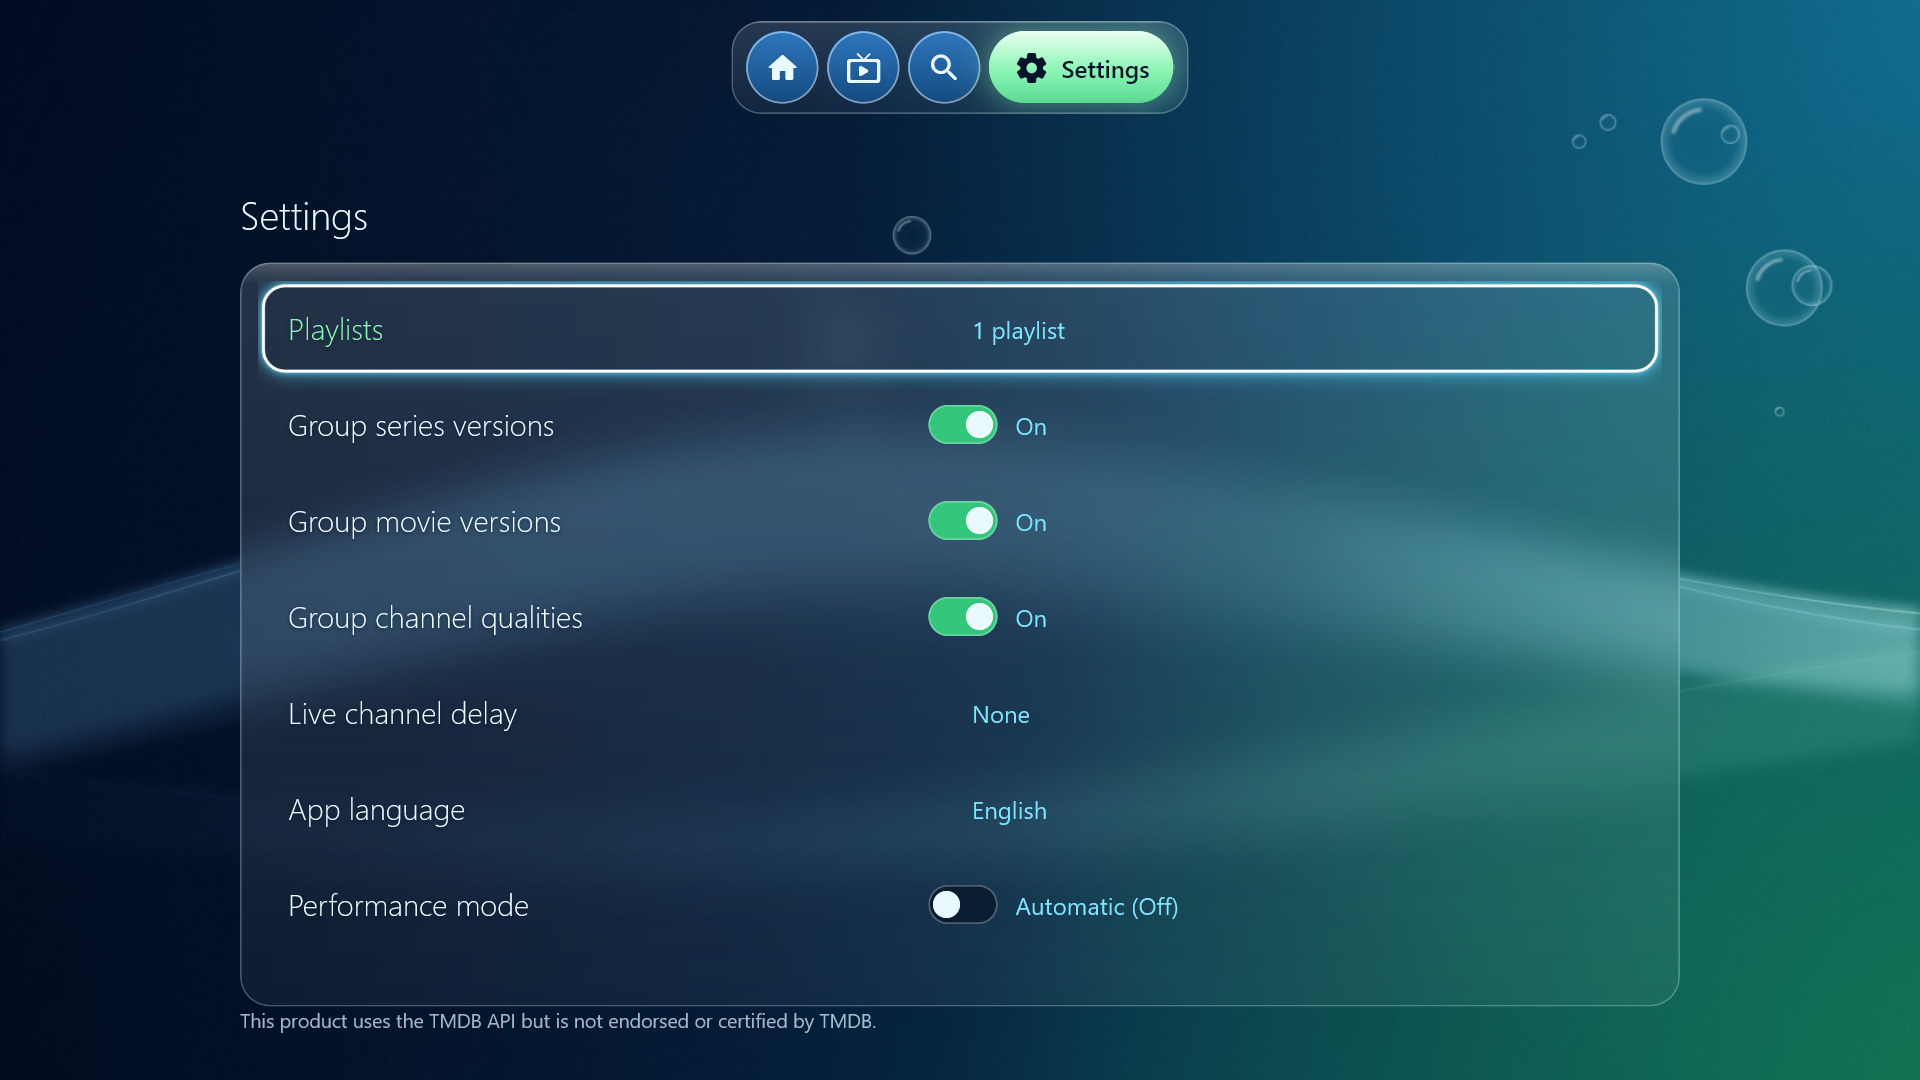 Settings
Settings
Playlists
1 playlist
Group series versions
On
Group movie versions
On
Group channel qualities
On
Live channel delay
None
App language
English
Performance mode
Automatic (Off)
This product uses the TMDB API but is not endorsed or certified by TMDB.